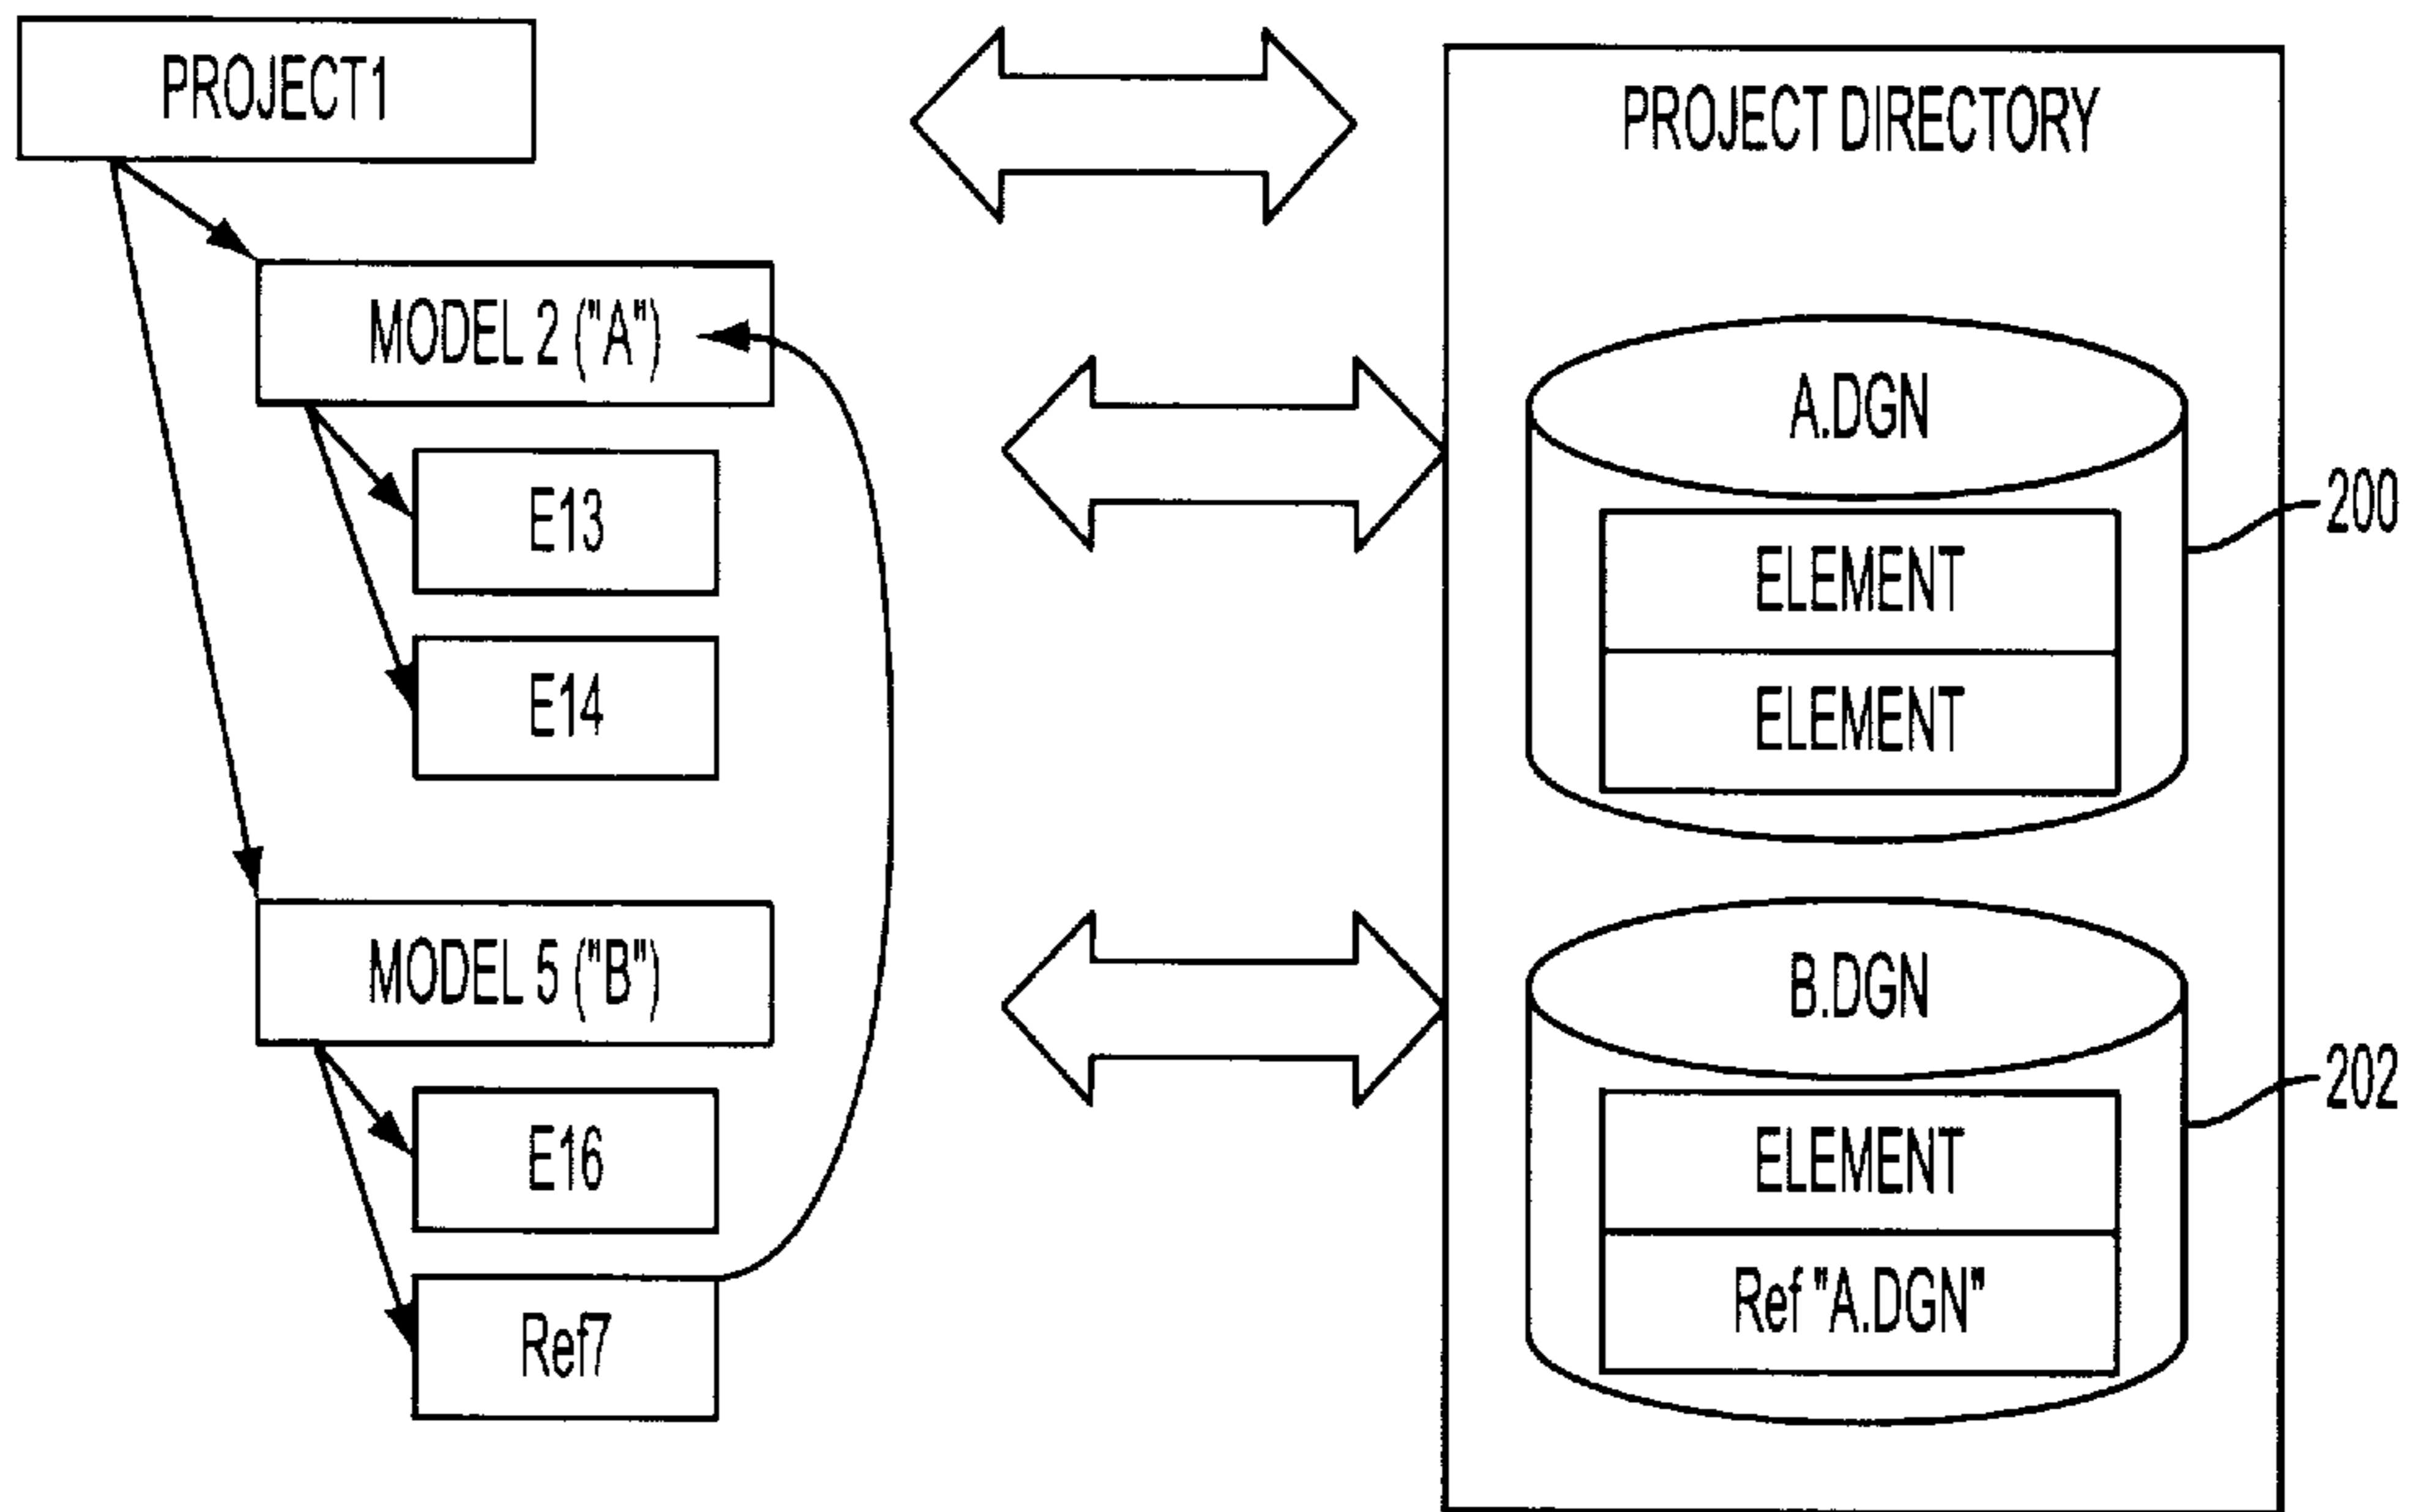 PROJECT1
MODEL 2 ("A")
E13
E14
MODEL 5 ("B")
E16
Ref7
PROJECT DIRECTORY
A.DGN
ELEMENT
ELEMENT
200
B.DGN
ELEMENT
Ref "A.DGN"
202